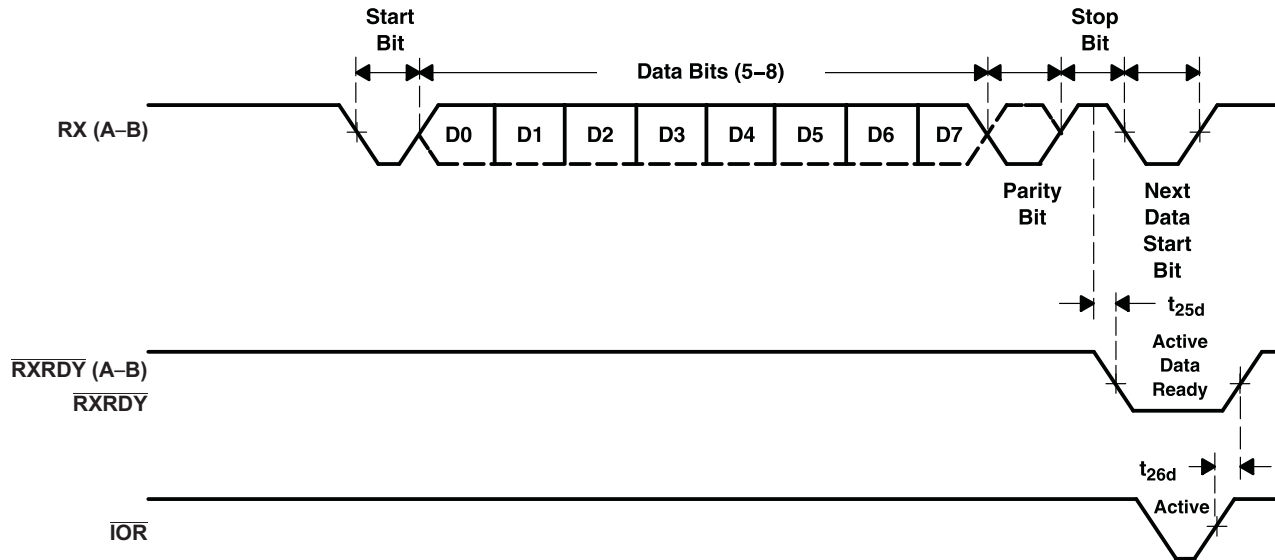 Start
Bit
Data Bits (5–8)
Stop
Bit
RX (A–B)
D0 D1 D2 D3 D4 D5 D6 D7
Parity
Bit
Next
Data
Start
Bit
t25d
RXRDY (A–B)
RXRDY
Active
Data
Ready
t26d
IOR
Active